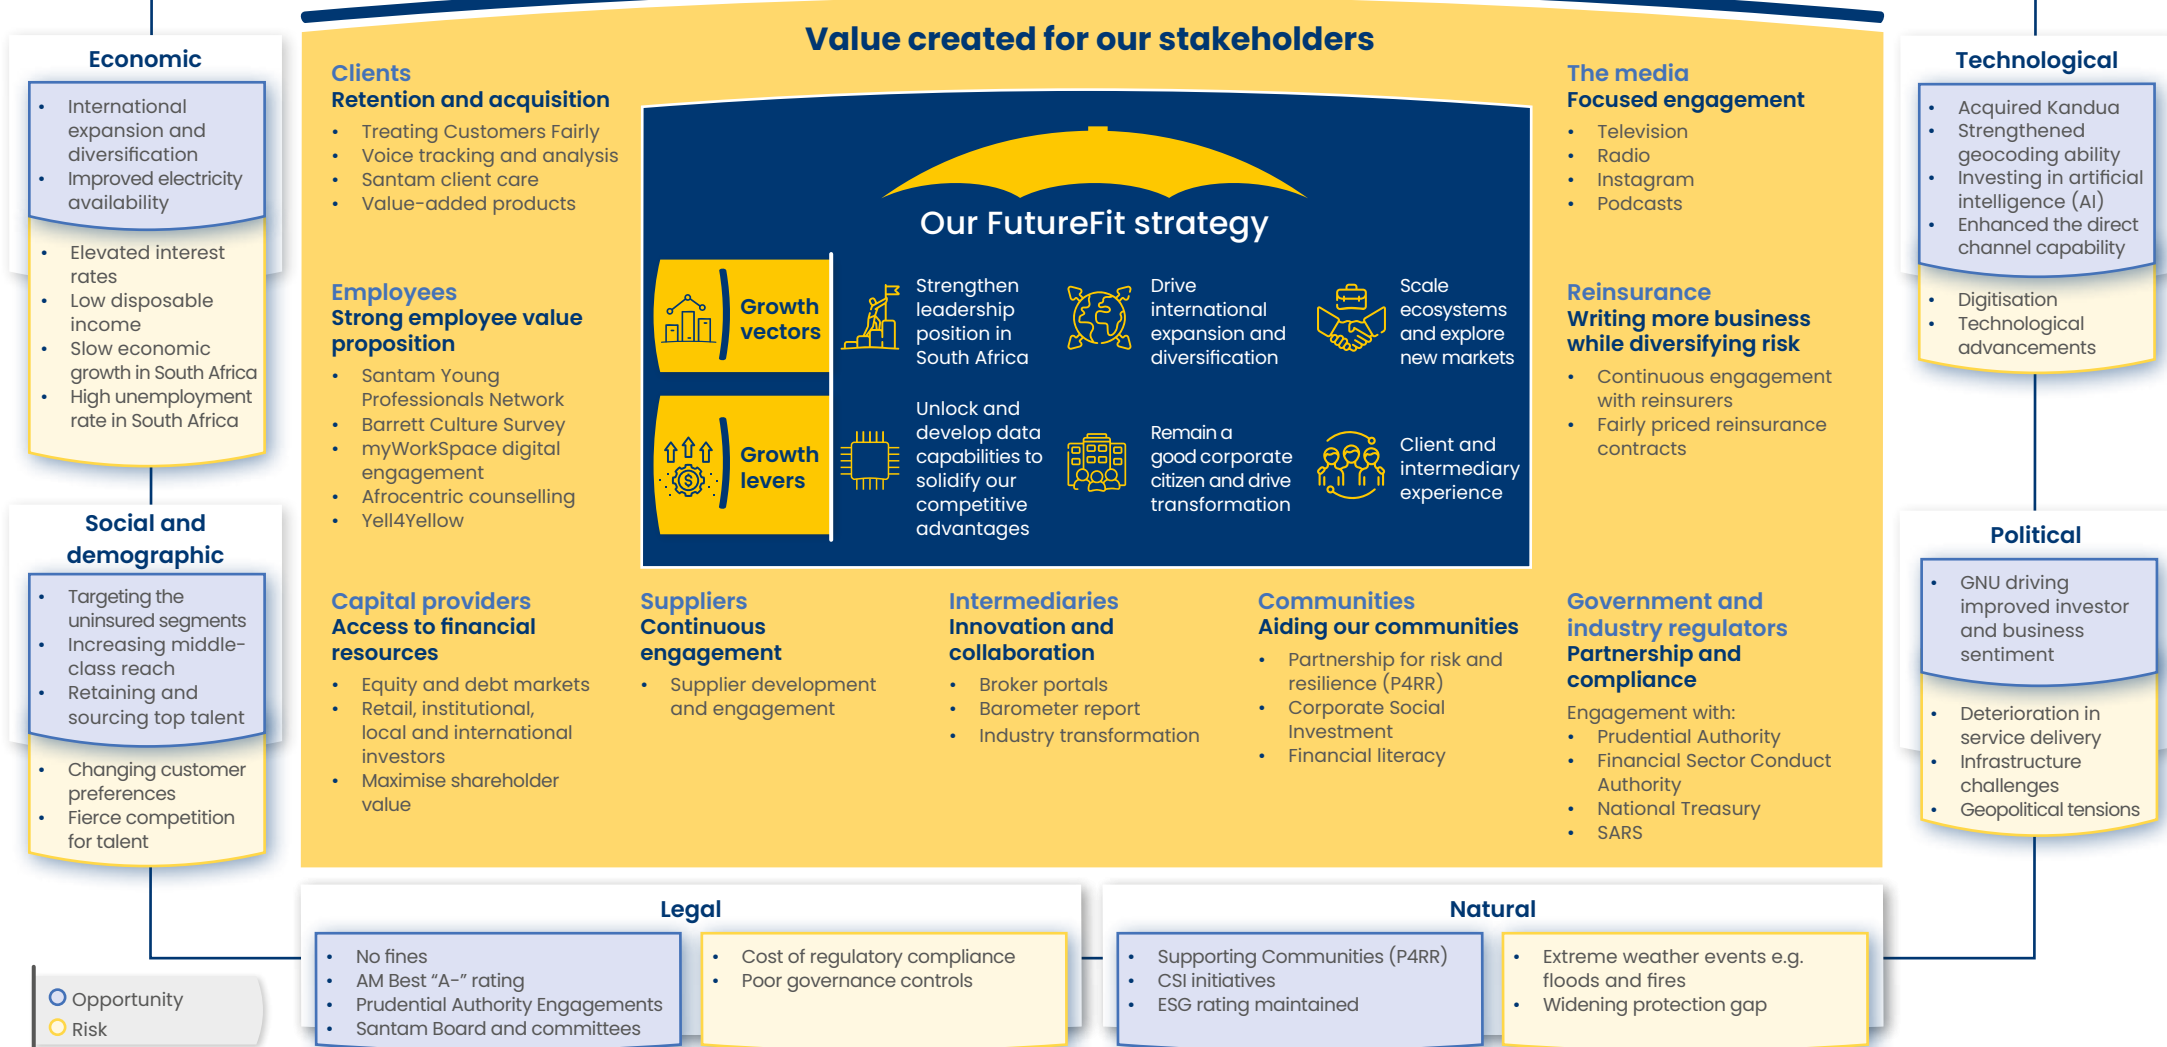 Value created for our stakeholders
Economic
International
expansion and
diversification
Improved electricity
availability
Elevated interest
rates
Low disposable
income
Slow economic
growth in South Africa
High unemployment
rate in South Africa
Social and
demographic
Targeting the
uninsured segments
Increasing middle-
class reach
Retaining and
sourcing top talent
Changing customer
preferences
Fierce competition
for talent
Clients
Retention and acquisition
Treating Customers Fairly
Voice tracking and analysis
Santam client care
Value-added products
Employees
Strong employee value
proposition
Santam Young
Professionals Network
Barrett Culture Survey
myWorkSpace digital
engagement
Afrocentric counselling
Yell4Yellow
Our FutureFit strategy
Growth
vectors
Strengthen
leadership
position in
South Africa
Drive
international
expansion and
diversification
Scale
ecosystems
and explore
new markets
Growth
levers
Unlock and
develop data
capabilities to
solidify our
competitive
advantages
Remain a
good corporate
citizen and drive
transformation
Client and
intermediary
experience
The media
Focused engagement
Television
Radio
Instagram
Podcasts
Reinsurance
Writing more business
while diversifying risk
Continuous engagement
with reinsurers
Fairly priced reinsurance
contracts
Capital providers
Access to financial
resources
Equity and debt markets
Retail, institutional,
local and international
investors
Maximise shareholder
value
Suppliers
Continuous
engagement
Supplier development
and engagement
Intermediaries
Innovation and
collaboration
Broker portals
Barometer report
Industry transformation
Communities
Aiding our communities
Partnership for risk and
resilience (P4RR)
Corporate Social
Investment
Financial literacy
Government and
industry regulators
Partnership and
compliance
Engagement with:
Prudential Authority
Financial Sector Conduct
Authority
National Treasury
SARS
Technological
Acquired Kandua
Strengthened
geocoding ability
Investing in artificial
intelligence (AI)
Enhanced the direct
channel capability
Digitisation
Technological
advancements
Political
GNU driving
improved investor
and business
sentiment
Deterioration in
service delivery
Infrastructure
challenges
Geopolitical tensions
Legal
No fines
AM Best “A-” rating
Prudential Authority Engagements
Santam Board and committees
Cost of regulatory compliance
Poor governance controls
Natural
Supporting Communities (P4RR)
CSI initiatives
ESG rating maintained
Extreme weather events e.g.
floods and fires
Widening protection gap
Opportunity
Risk